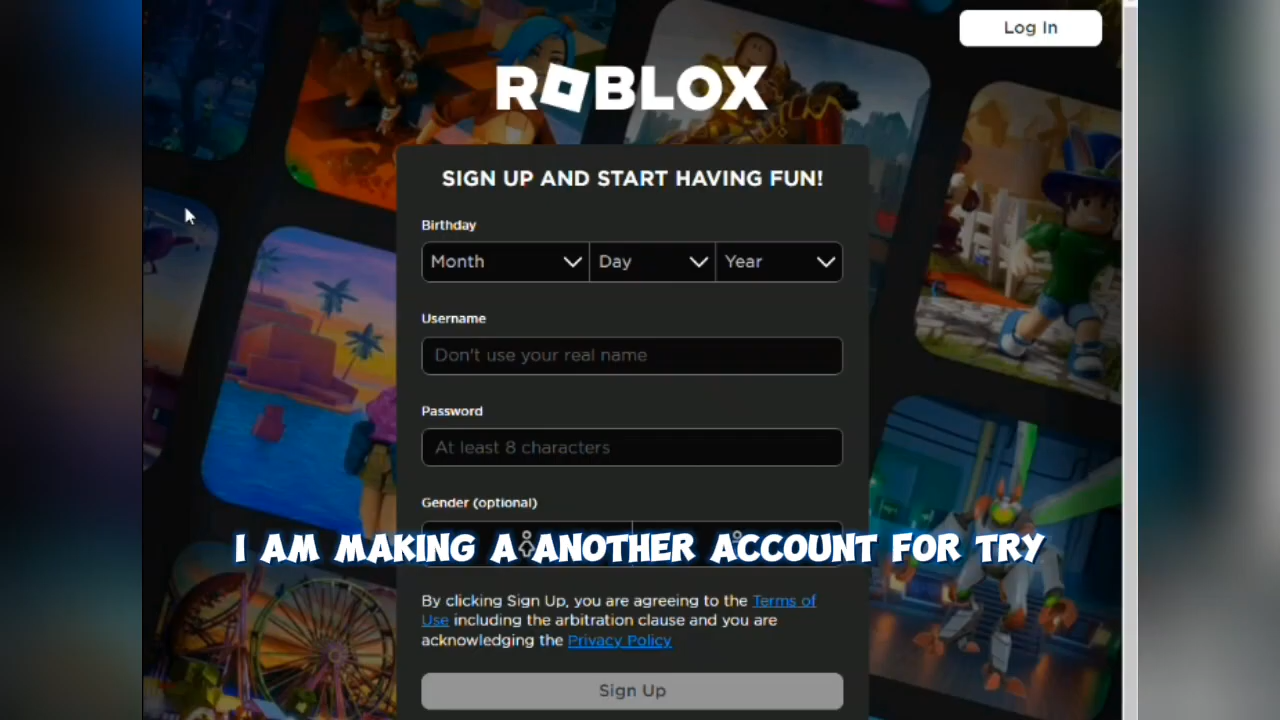 Log In
ROBLOX
SIGN UP AND START HAVING FUN!
Birthday
Month Day Year
Username
Don't use your real name
Password
At least 8 characters
Gender (optional)
I AM MAKING A ANOTHER ACCOUNT FOR TRY
By clicking Sign Up, you are agreeing to the Terms of
Use including the arbitration clause and you are
acknowledging the Privacy Policy
Sign Up